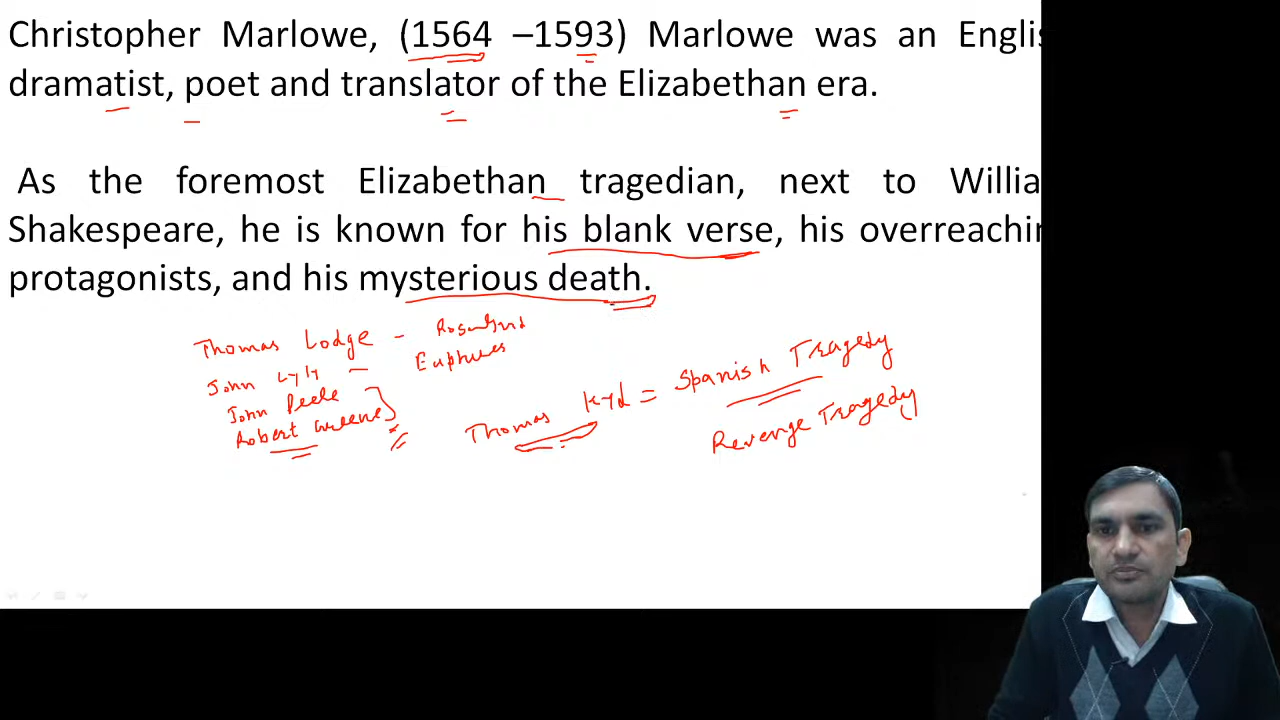 Christopher Marlowe, (1564 –1593) Marlowe was an Englis
dramatist, poet and translator of the Elizabethan era.
As the foremost Elizabethan tragedian, next to Willia
Shakespeare, he is known for his blank verse, his overreachin
protagonists, and his mysterious death.
Thomas Lodge –
John Lyly – Euphues
John Peele
Robert Greene
Thomas Kyd = Spanish Tragedy
Revenge Tragedy